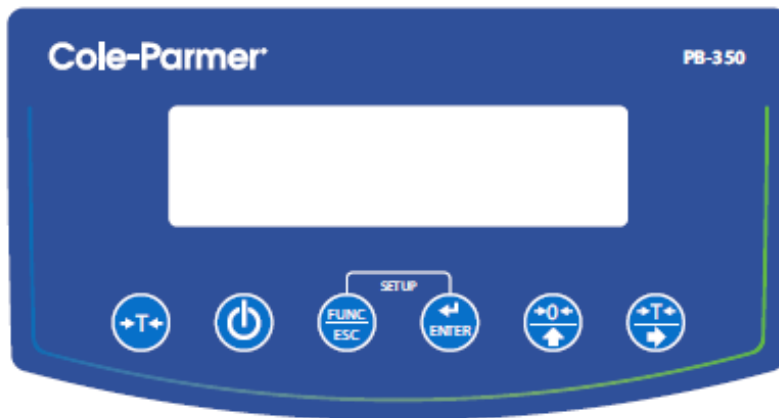 Cole-Parmer PB-350
SETUP
→T← FUNC ENTER →0← →T←
ESC